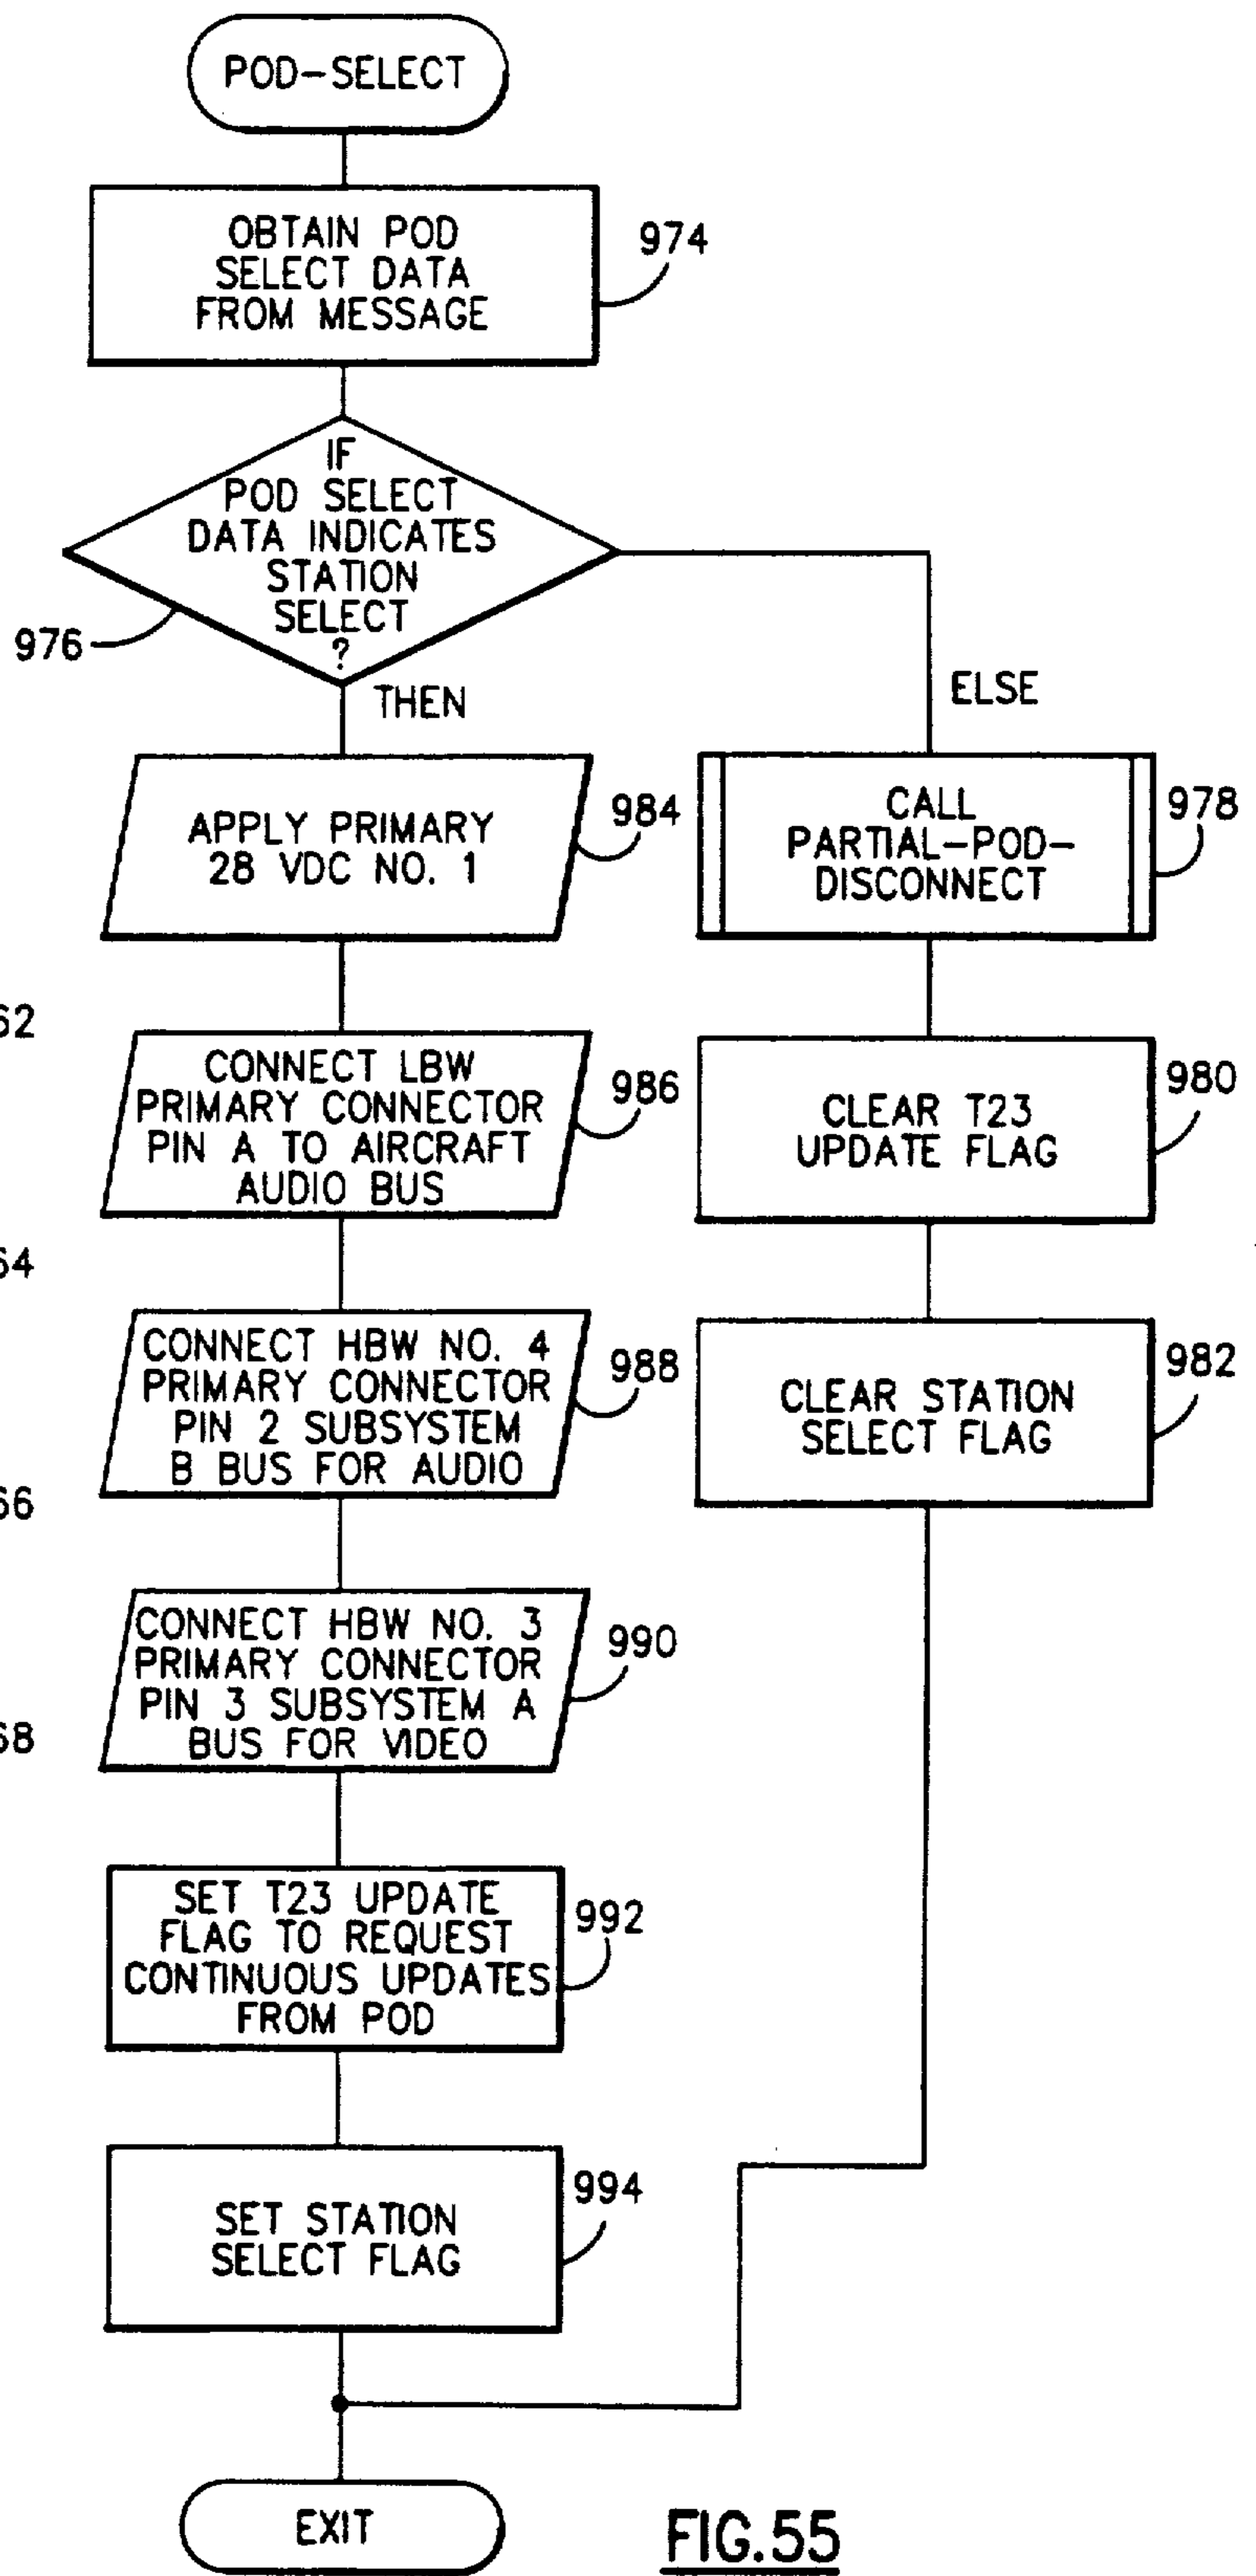 POD-SELECT
OBTAIN POD
SELECT DATA
FROM MESSAGE
974
IF
POD SELECT
DATA INDICATES
STATION
SELECT
?
976
THEN
ELSE
APPLY PRIMARY
28 VDC NO. 1
984
CALL
PARTIAL-POD-
DISCONNECT
978
62
CONNECT LBW
PRIMARY CONNECTOR
PIN A TO AIRCRAFT
AUDIO BUS
986
CLEAR T23
UPDATE FLAG
980
64
CONNECT HBW NO. 4
PRIMARY CONNECTOR
PIN 2 SUBSYSTEM
B BUS FOR AUDIO
988
CLEAR STATION
SELECT FLAG
982
66
CONNECT HBW NO. 3
PRIMARY CONNECTOR
PIN 3 SUBSYSTEM A
BUS FOR VIDEO
990
68
SET T23 UPDATE
FLAG TO REQUEST
CONTINUOUS UPDATES
FROM POD
992
SET STATION
SELECT FLAG
994
EXIT
FIG.55